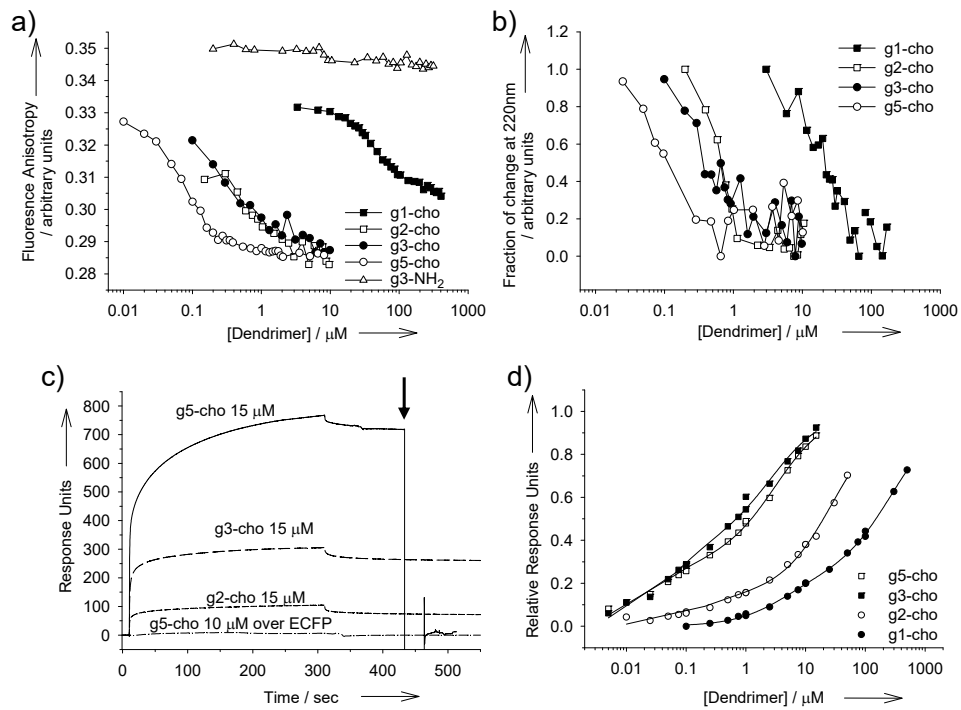 a)
0.35
0.34
0.33
0.32
0.31
0.30
0.29
0.28
Fluoresence Anisotropy
/ arbitrary units
g1-cho
g2-cho
g3-cho
g5-cho
g3-NH2
0.01 0.1 1 10 100 1000
[Dendrimer] / μM
b)
1.2
1.0
0.8
0.6
0.4
0.2
0.0
Fraction of change at 220nm
/ arbitrary units
g1-cho
g2-cho
g3-cho
g5-cho
0.01 0.1 1 10 100 1000
[Dendrimer] / μM
c)
800
700
600
500
400
300
200
100
0
Response Units
g5-cho 15 μM
g3-cho 15 μM
g2-cho 15 μM
g5-cho 10 μM over ECFP
0 100 200 300 400 500
Time / sec
d)
1.0
0.8
0.6
0.4
0.2
0.0
Relative Response Units
g5-cho
g3-cho
g2-cho
g1-cho
0.01 0.1 1 10 100 1000
[Dendrimer] / μM